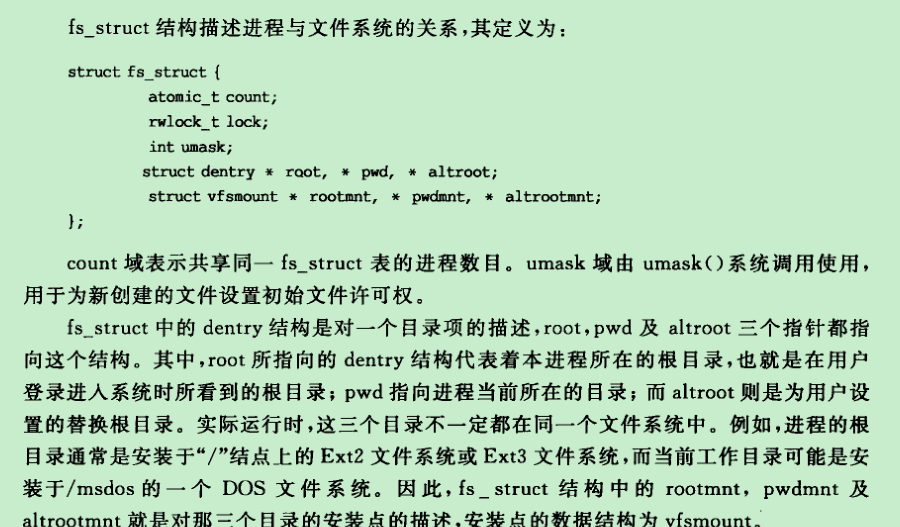 fs_struct 结构描述进程与文件系统的关系,其定义为:
struct fs_struct {
atomic_t count;
rwlock_t lock;
int umask;
struct dentry * root, * pwd, * altroot;
struct vfsmount * rootmnt, * pwdmnt, * altrootmnt;
};
count 域表示共享同一 fs_struct 表的进程数目。umask 域由 umask()系统调用使用,
用于为新创建的文件设置初始文件许可权。
fs_struct 中的 dentry 结构是对一个目录项的描述,root,pwd 及 altroot 三个指针都指
向这个结构。其中,root 所指向的 dentry 结构代表着本进程所在的根目录,也就是在用户
登录进入系统时所看到的根目录;pwd 指向进程当前所在的目录;而 altroot 则是为用户设
置的替换根目录。实际运行时,这三个目录不一定都在同一个文件系统中。例如,进程的根
目录通常是安装于“/”结点上的 Ext2 文件系统或 Ext3 文件系统,而当前工作目录可能是安
装于/msdos 的一个 DOS 文件系统。因此,fs_struct 结构中的 rootmnt, pwdmnt 及
altrootmnt 就是对那三个目录的安装点的描述,安装点的数据结构为 vfsmount。